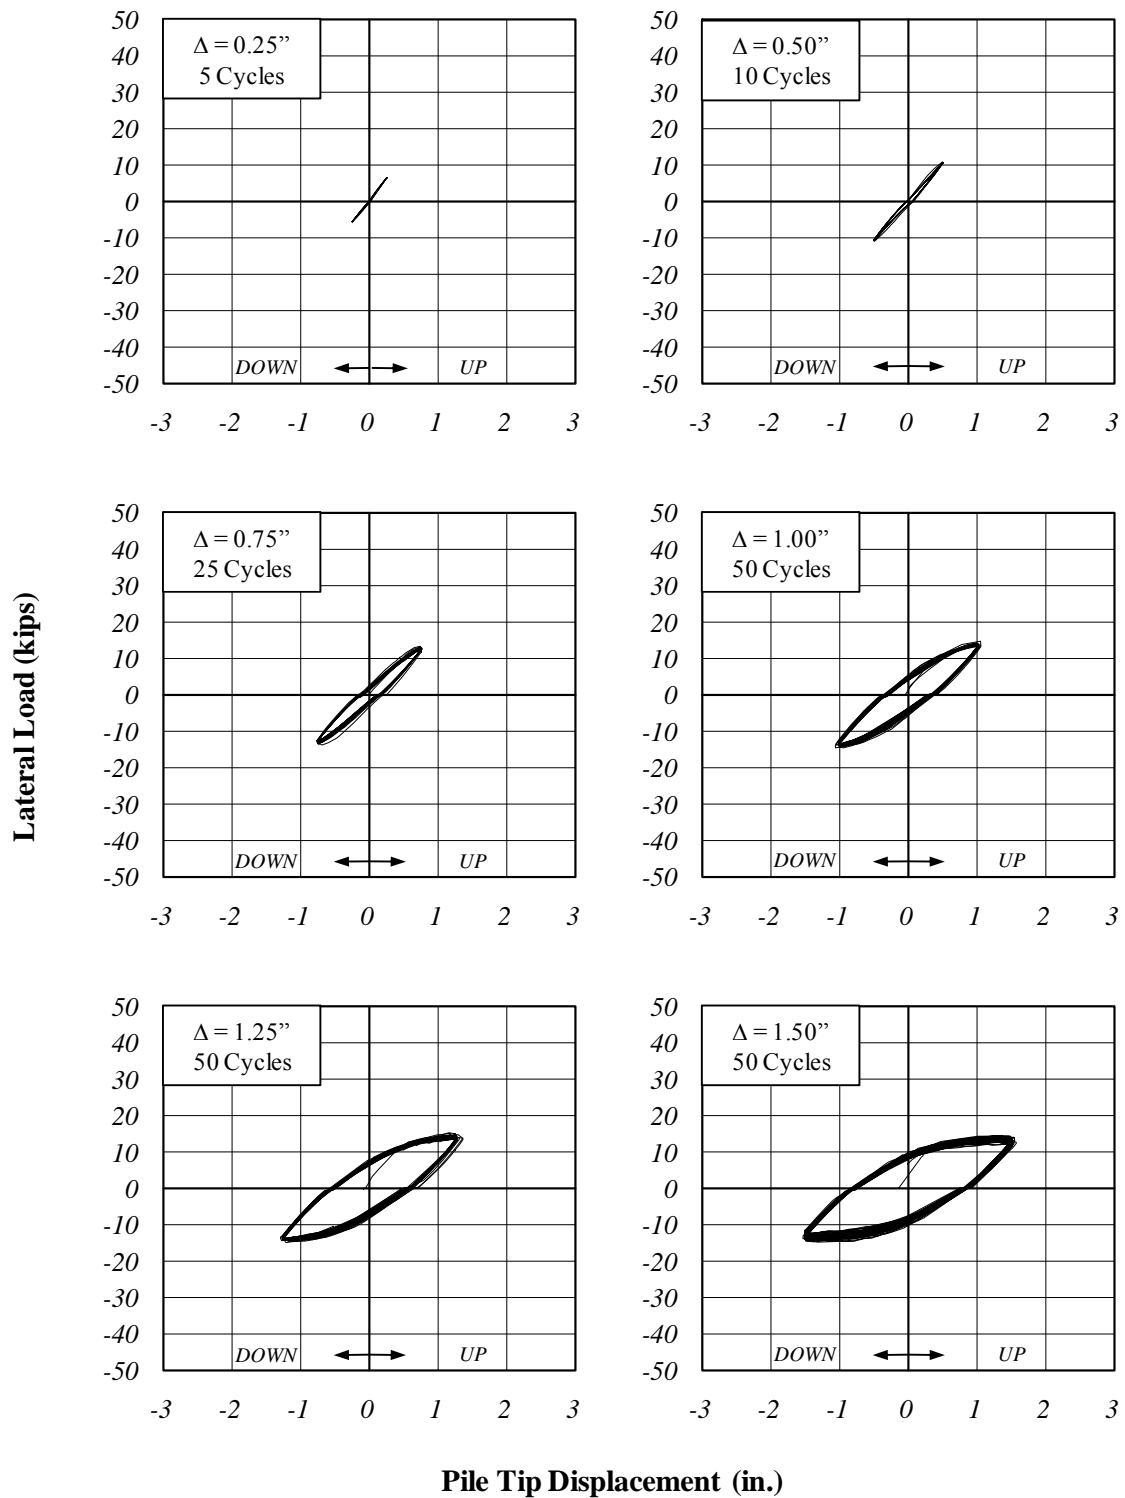 Δ = 0.25”
5 Cycles
50
40
30
20
10
0
-10
-20
-30
-40
-50
DOWN
UP
-3 -2 -1 0 1 2 3
Δ = 0.50”
10 Cycles
50
40
30
20
10
0
-10
-20
-30
-40
-50
DOWN
UP
-3 -2 -1 0 1 2 3
Lateral Load (kips)
Δ = 0.75”
25 Cycles
50
40
30
20
10
0
-10
-20
-30
-40
-50
DOWN
UP
-3 -2 -1 0 1 2 3
Δ = 1.00”
50 Cycles
50
40
30
20
10
0
-10
-20
-30
-40
-50
DOWN
UP
-3 -2 -1 0 1 2 3
Δ = 1.25”
50 Cycles
50
40
30
20
10
0
-10
-20
-30
-40
-50
DOWN
UP
-3 -2 -1 0 1 2 3
Δ = 1.50”
50 Cycles
50
40
30
20
10
0
-10
-20
-30
-40
-50
DOWN
UP
-3 -2 -1 0 1 2 3
Pile Tip Displacement (in.)